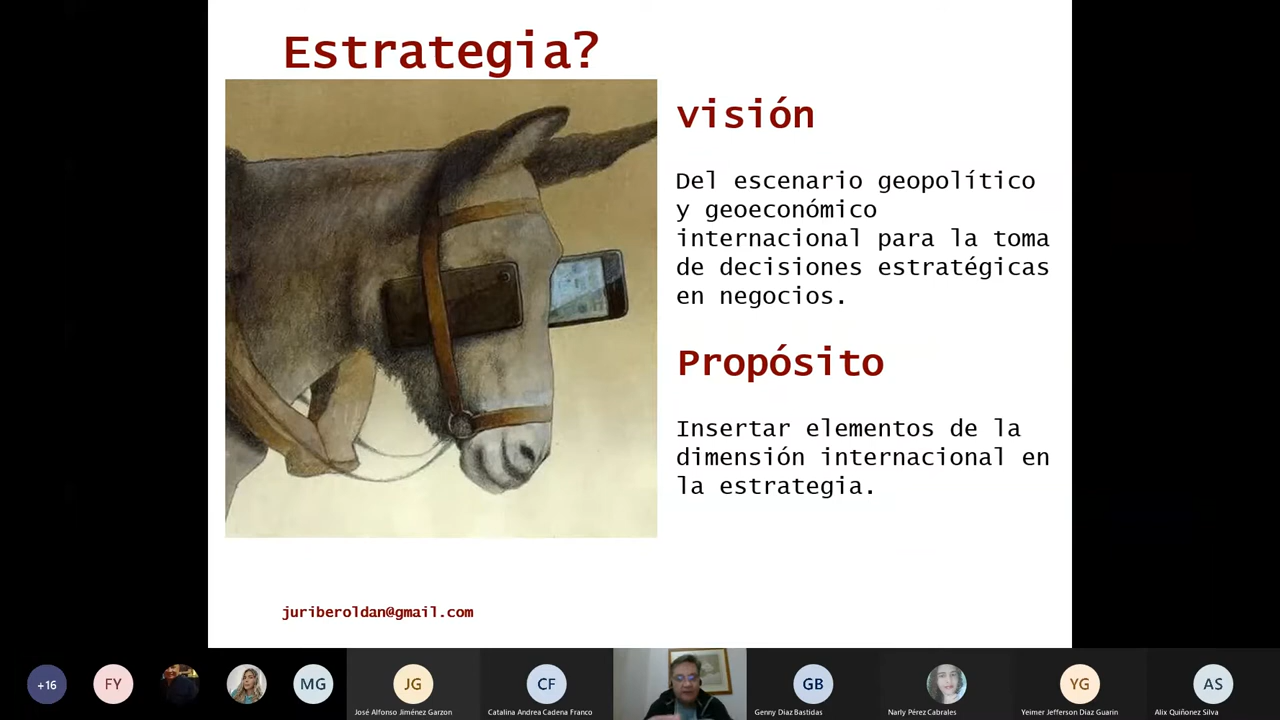 Estrategia?
visión
Del escenario geopolítico
y geoeconómico
internacional para la toma
de decisiones estratégicas
en negocios.
Propósito
Insertar elementos de la
dimensión internacional en
la estrategia.
juriberoldan@gmail.com
+16
FY
MG
JG
José Alfonso Jiménez Garzon
CF
Catalina Andrea Cadena Franco
GB
Genny Diaz Bastidas
Narly Pérez Cabrales
YG
Yeimer Jefferson Diaz Guarin
AS
Alix Quiñonez Silva